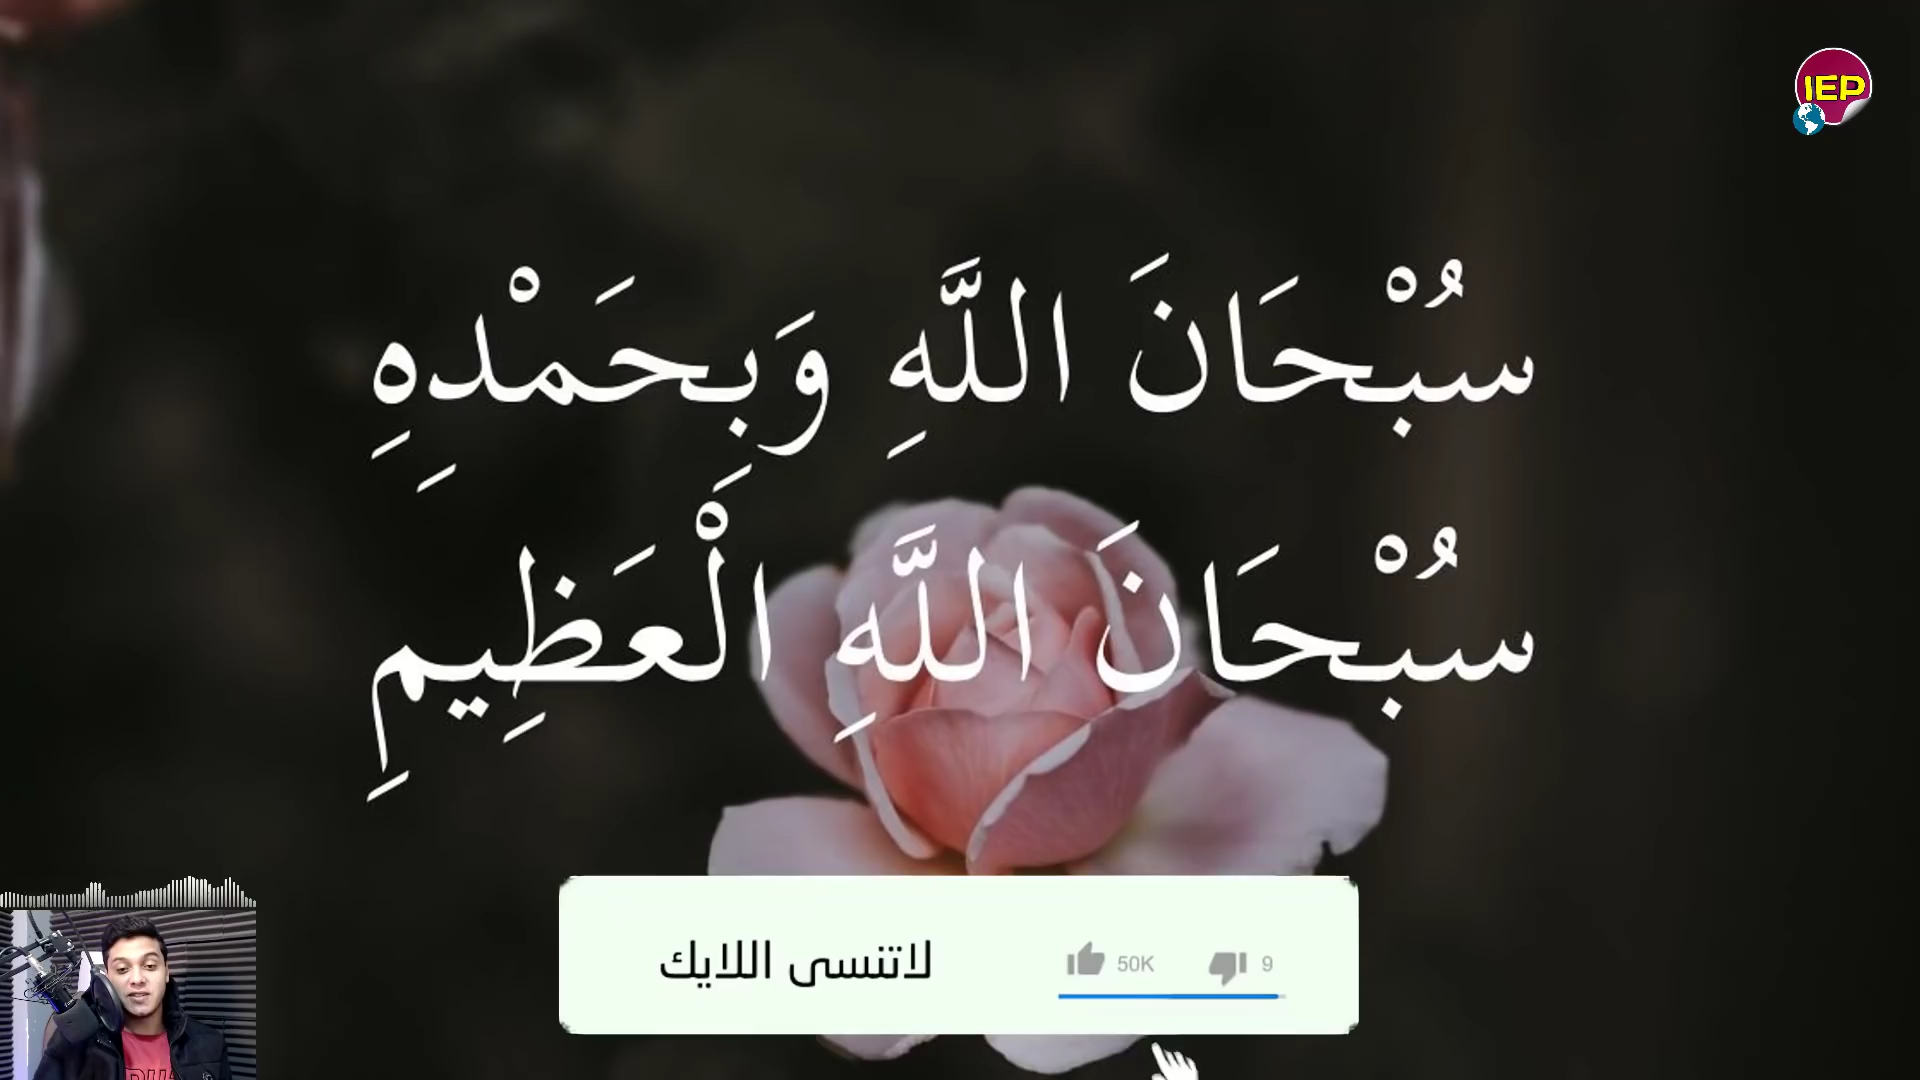 IEP
سُبْحَانَ اللَّهِ وَبِحَمْدِهِ
سُبْحَانَ اللَّهِ الْعَظِيمِ
لاتنسى اللايك
50K
9